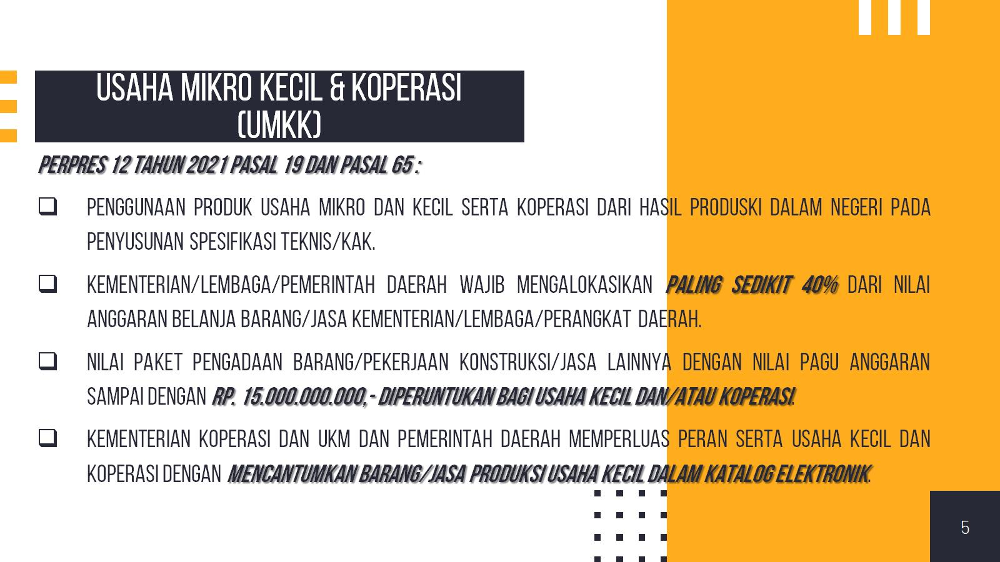 USAHA MIKRO KECIL & KOPERASI
(UMKK)
PERPRES 12 TAHUN 2021 PASAL 19 DAN PASAL 65 :
PENGGUNAAN PRODUK USAHA MIKRO DAN KECIL SERTA KOPERASI DARI HASIL PRODUSKI DALAM NEGERI PADA
PENYUSUNAN SPESIFIKASI TEKNIS/KAK.
KEMENTERIAN/LEMBAGA/PEMERINTAH DAERAH WAJIB MENGALOKASIKAN PALING SEDIKIT 40% DARI NILAI
ANGGARAN BELANJA BARANG/JASA KEMENTERIAN/LEMBAGA/PERANGKAT DAERAH.
NILAI PAKET PENGADAAN BARANG/PEKERJAAN KONSTRUKSI/JASA LAINNYA DENGAN NILAI PAGU ANGGARAN
SAMPAI DENGAN RP. 15.000.000.000,- DIPERUNTUKAN BAGI USAHA KECIL DAN/ATAU KOPERASI.
KEMENTERIAN KOPERASI DAN UKM DAN PEMERINTAH DAERAH MEMPERLUAS PERAN SERTA USAHA KECIL DAN
KOPERASI DENGAN MENCANTUMKAN BARANG/JASA PRODUKSI USAHA KECIL DALAM KATALOG ELEKTRONIK.
5